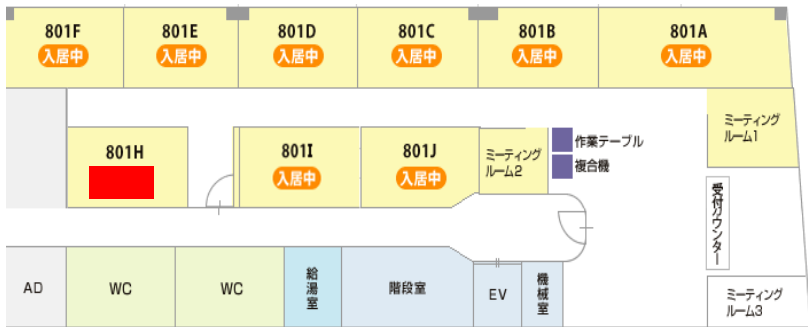 801F
入居中
801E
入居中
801D
入居中
801C
入居中
801B
入居中
801A
入居中
801H
801I
入居中
801J
入居中
ミーティング
ルーム2
作業テーブル
複合機
ミーティング
ルーム1
受付カウンター
ミーティング
ルーム3
AD
WC
WC
給湯室
階段室
EV
機械室